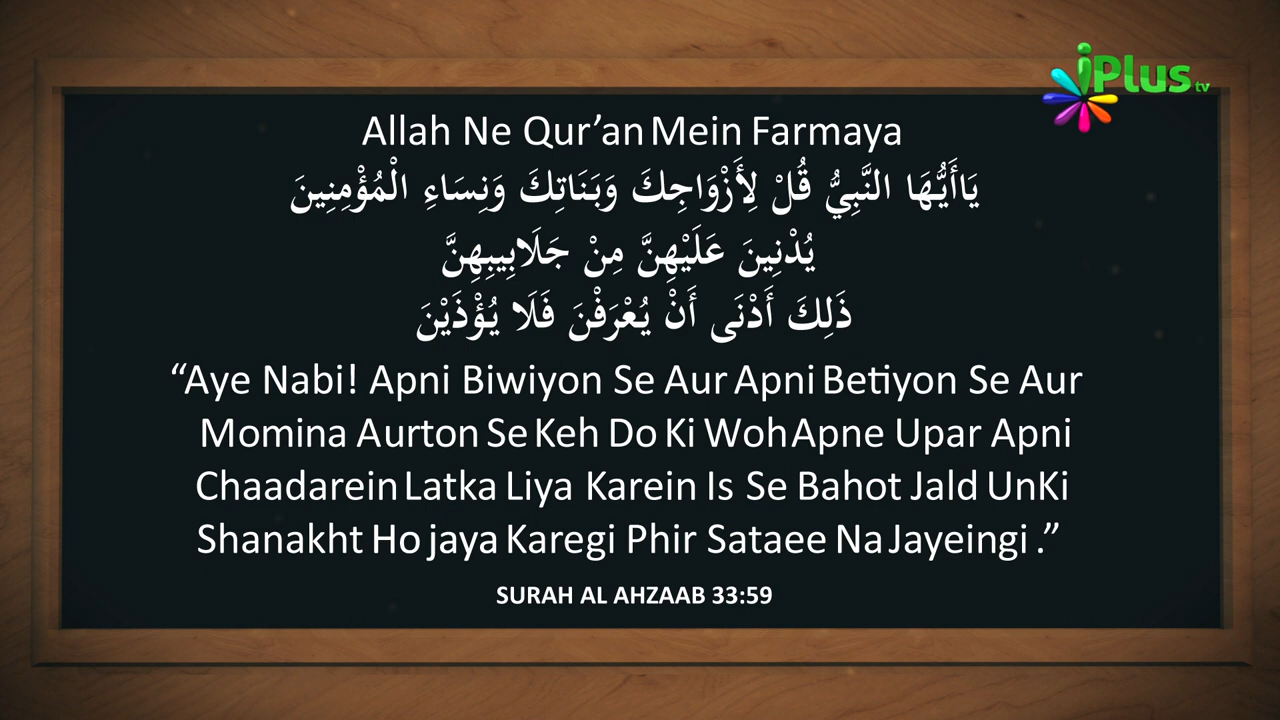 iPlus tv
Allah Ne Qur’an Mein Farmaya
يَاأَيُّهَا النَّبِيُّ قُلْ لِأَزْوَاجِكَ وَبَنَاتِكَ وَنِسَاءِ الْمُؤْمِنِينَ
يُدْنِينَ عَلَيْهِنَّ مِنْ جَلَابِيبِهِنَّ
ذَلِكَ أَدْنَى أَنْ يُعْرَفْنَ فَلَا يُؤْذَيْنَ
“Aye Nabi! Apni Biwiyon Se Aur Apni Betiyon Se Aur
Momina Aurton Se Keh Do Ki Woh Apne Upar Apni
Chaadarein Latka Liya Karein Is Se Bahot Jald UnKi
Shanakht Ho jaya Karegi Phir Sataee Na Jayeingi .”
SURAH AL AHZAAB 33:59